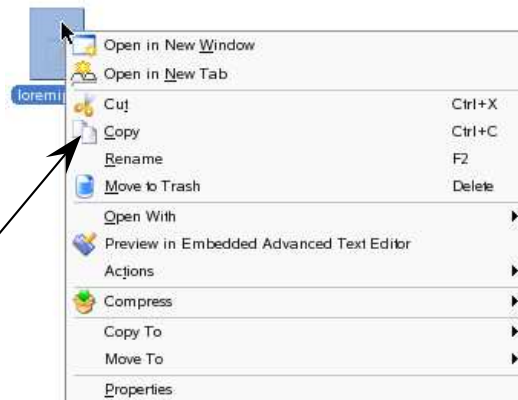 Open in New Window
Open in New Tab
loremi
Cut Ctrl+X
Copy Ctrl+C
Rename F2
Move to Trash Delete
Open With
Preview in Embedded Advanced Text Editor
Actions
Compress
Copy To
Move To
Properties